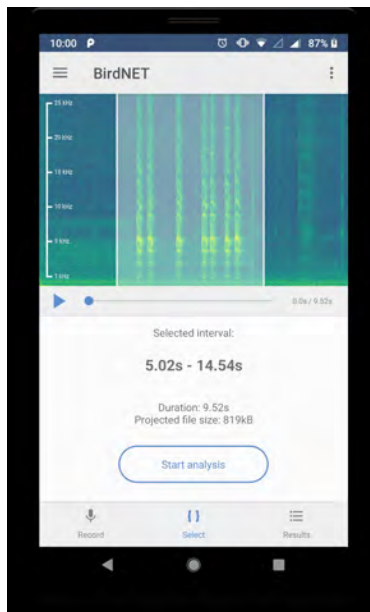 10:00 P 87%
BirdNET
25 kHz
20 kHz
15 kHz
10 kHz
5 kHz
1 kHz
0.0s / 9.52s
Selected interval:
5.02s - 14.54s
Duration: 9.52s
Projected file size: 819kB
Start analysis
Record Select Results